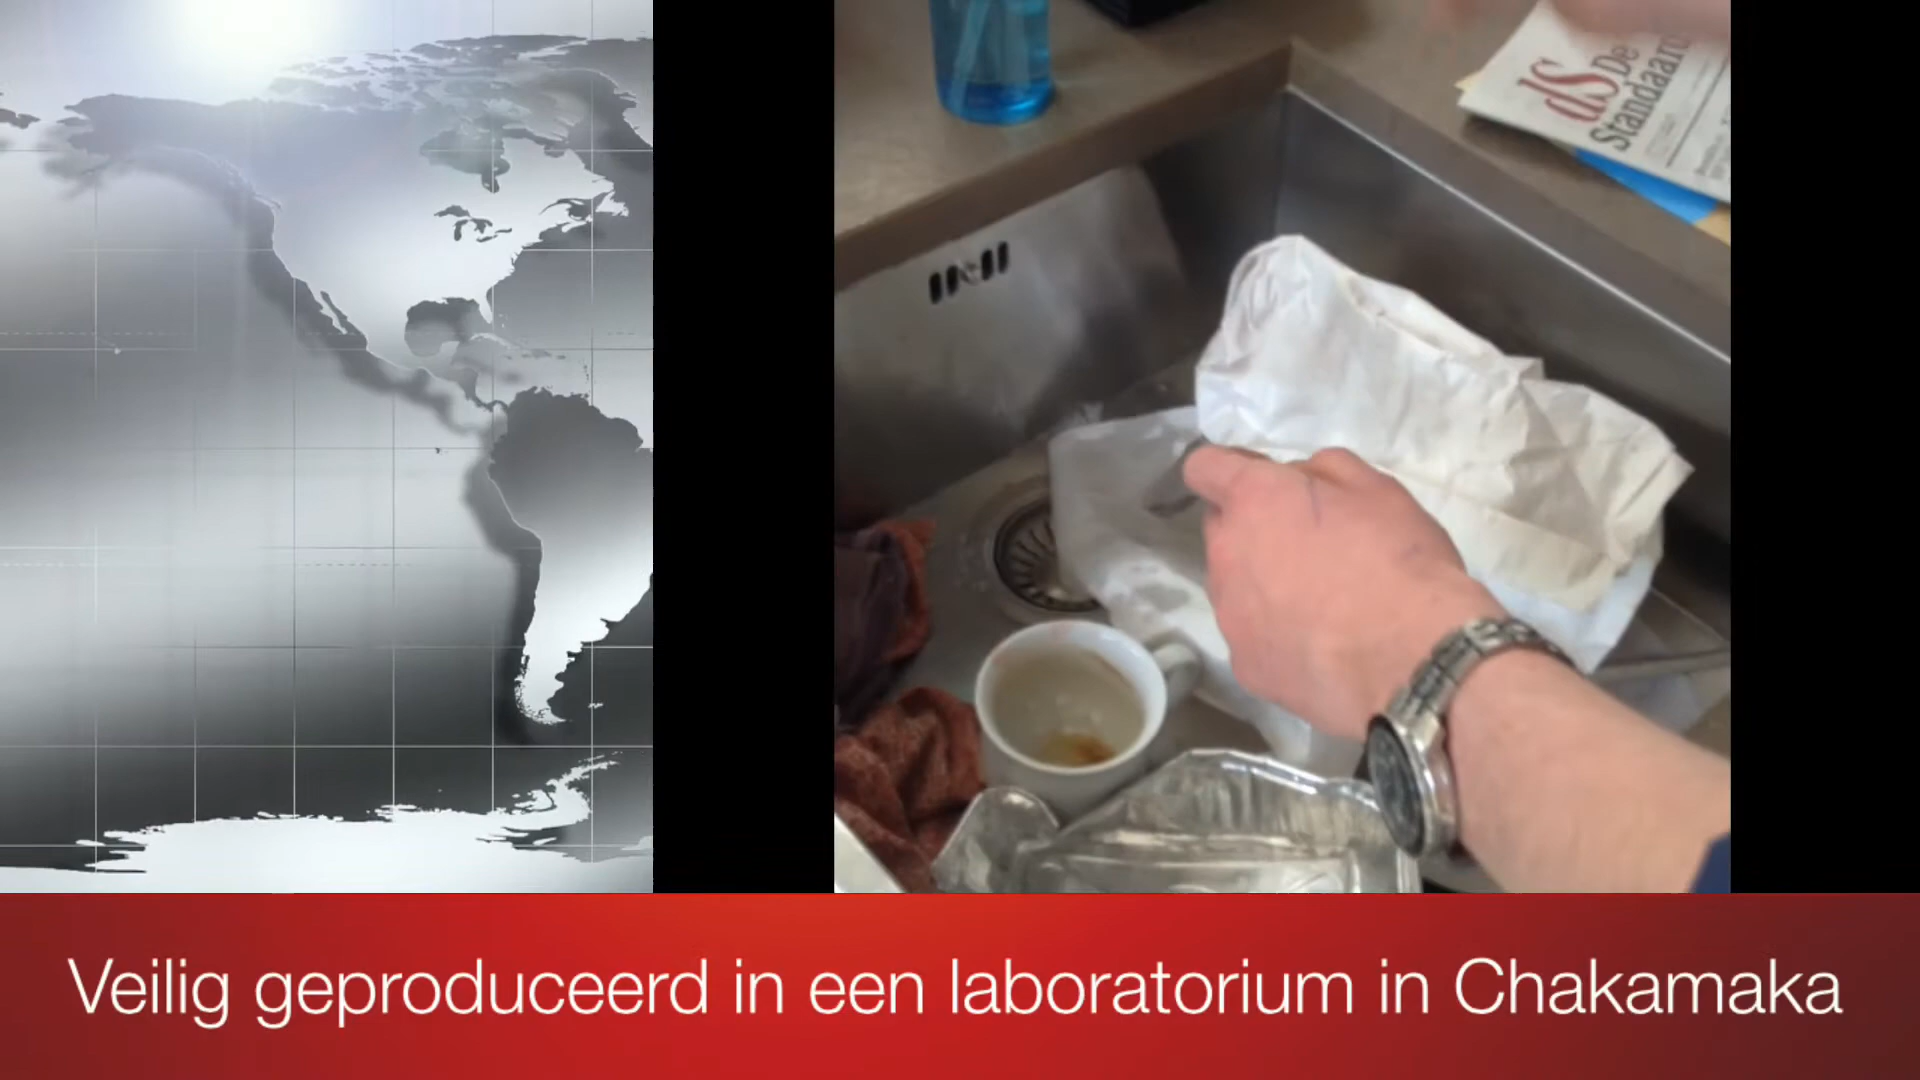 dS De
Standaard
Veilig geproduceerd in een laboratorium in Chakamaka